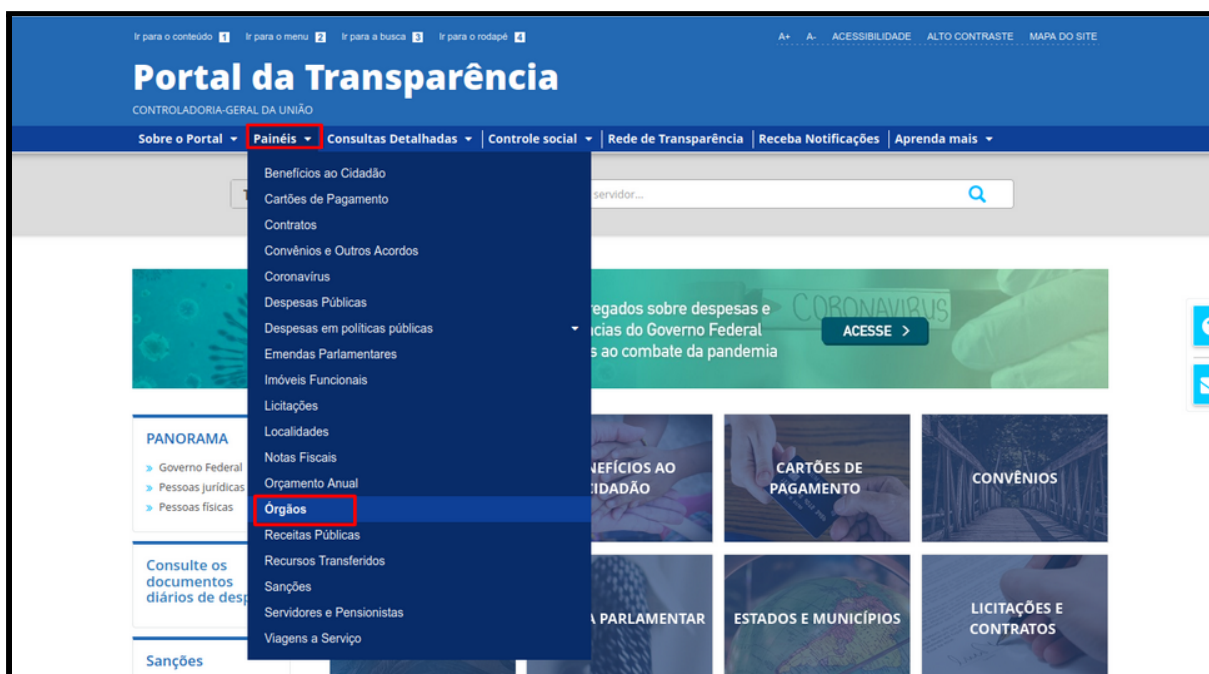 Ir para o conteúdo 1 Ir para o menu 2 Ir para a busca 3 Ir para o rodapé 4
A+ A- ACESSIBILIDADE ALTO CONTRASTE MAPA DO SITE
Portal da Transparência
CONTROLADORIA-GERAL DA UNIÃO
Sobre o Portal Painéis Consultas Detalhadas Controle social Rede de Transparência Receba Notificações Aprenda mais
Benefícios ao Cidadão
Cartões de Pagamento
Contratos
Convênios e Outros Acordos
Coronavírus
Despesas Públicas
Despesas em políticas públicas
Emendas Parlamentares
Imóveis Funcionais
Licitações
Localidades
Notas Fiscais
Orçamento Anual
Órgãos
Receitas Públicas
Recursos Transferidos
Sanções
Servidores e Pensionistas
Viagens a Serviço
servidor...
sobre despesas e
do Governo Federal
ao combate da pandemia
CORONAVIRUS
ACESSE >
PANORAMA
Governo Federal
Pessoas jurídicas
Pessoas físicas
Consulte os
documentos
diários de
Sanções
AO
CARTÕES DE
PAGAMENTO
CONVÊNIOS
PARLAMENTAR
ESTADOS E MUNICÍPIOS
LICITAÇÕES E
CONTRATOS